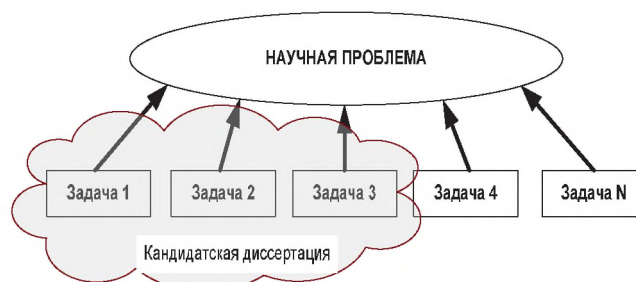 НАУЧНАЯ ПРОБЛЕМА
Задача 1
Задача 2
Задача 3
Задача 4
Задача N
Кандидатская диссертация